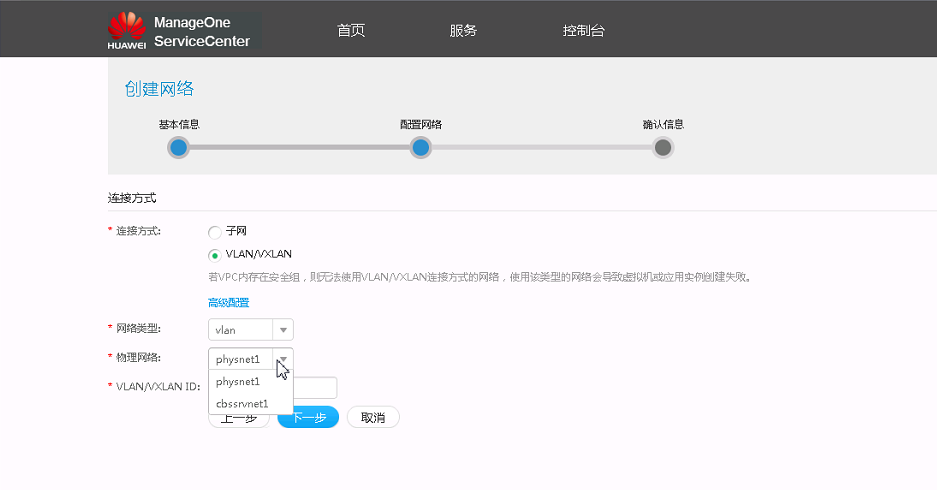 HUAWEI
ManageOne
ServiceCenter
首页
服务
控制台
创建网络
基本信息
配置网络
确认信息
连接方式
* 连接方式:
子网
VLAN/VXLAN
若VPC内存在安全组，则无法使用VLAN/VXLAN连接方式的网络，使用该类型的网络会导致虚拟机或应用实例创建失败。
高级配置
* 网络类型:
vlan
* 物理网络:
physnet1
physnet1
cbssrvnet1
* VLAN/VXLAN ID:
上一步
下一步
取消